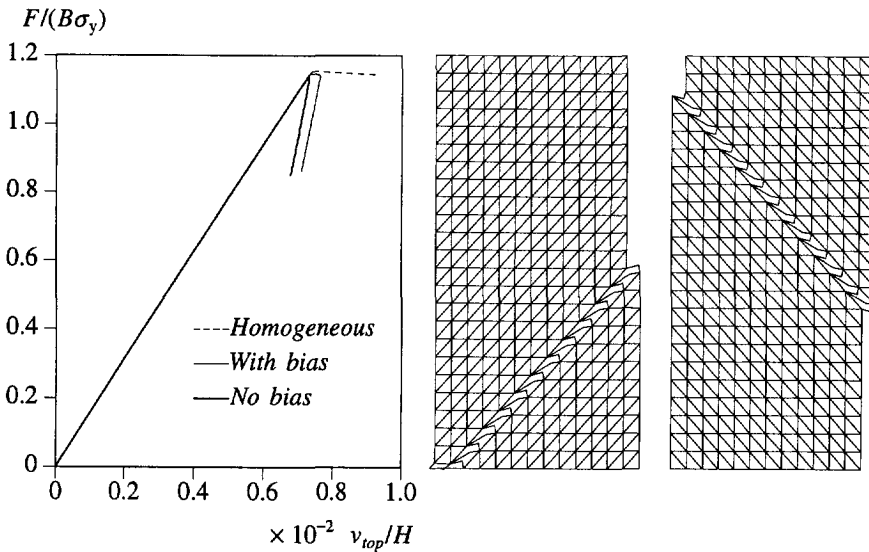 F/(Bσy)
1.2
1.0
0.8
0.6
0.4
0.2
0
Homogeneous
With bias
No bias
0 0.2 0.4 0.6 0.8 1.0
× 10⁻² v_top/H